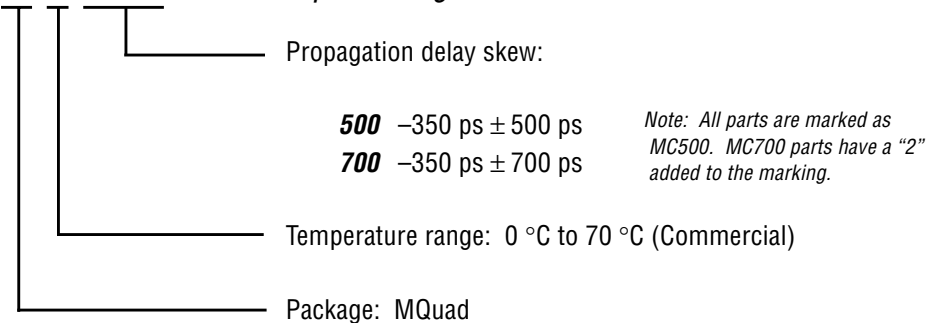 Propagation delay skew:
500 –350 ps ± 500 ps
700 –350 ps ± 700 ps
Note: All parts are marked as
MC500. MC700 parts have a “2”
added to the marking.
Temperature range: 0 °C to 70 °C (Commercial)
Package: MQuad